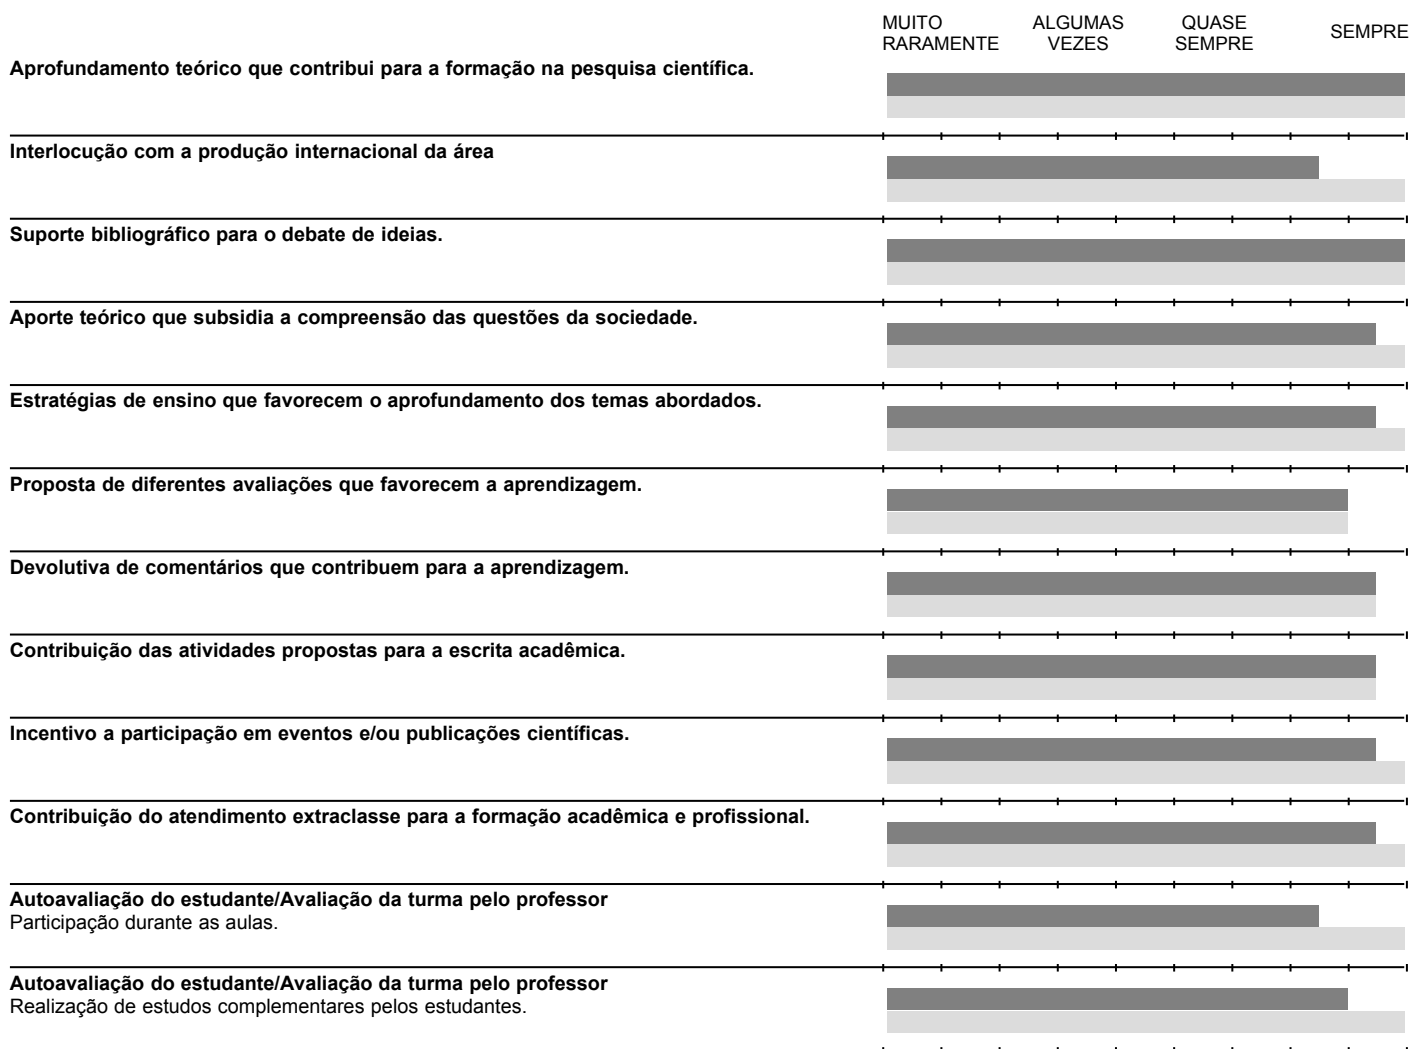 MUITO RARAMENTE
ALGUMAS VEZES
QUASE SEMPRE
SEMPRE
Aprofundamento teórico que contribui para a formação na pesquisa científica.
Interlocução com a produção internacional da área
Suporte bibliográfico para o debate de ideias.
Aporte teórico que subsidia a compreensão das questões da sociedade.
Estratégias de ensino que favorecem o aprofundamento dos temas abordados.
Proposta de diferentes avaliações que favorecem a aprendizagem.
Devolutiva de comentários que contribuem para a aprendizagem.
Contribuição das atividades propostas para a escrita acadêmica.
Incentivo a participação em eventos e/ou publicações científicas.
Contribuição do atendimento extraclasse para a formação acadêmica e profissional.
Autoavaliação do estudante/Avaliação da turma pelo professor
Participação durante as aulas.
Autoavaliação do estudante/Avaliação da turma pelo professor
Realização de estudos complementares pelos estudantes.